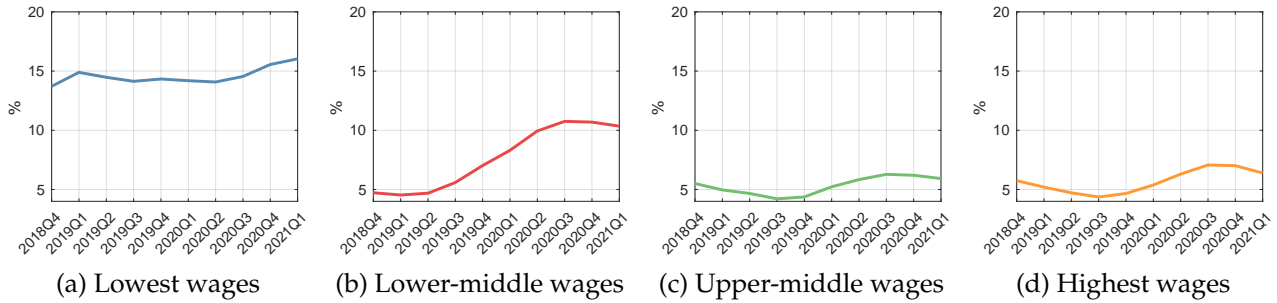 20
15
10
5
%
2018Q4
2019Q1
2019Q2
2019Q3
2019Q4
2020Q1
2020Q2
2020Q3
2020Q4
2021Q1
(a) Lowest wages
20
15
10
5
%
2018Q4
2019Q1
2019Q2
2019Q3
2019Q4
2020Q1
2020Q2
2020Q3
2020Q4
2021Q1
(b) Lower-middle wages
20
15
10
5
%
2018Q4
2019Q1
2019Q2
2019Q3
2019Q4
2020Q1
2020Q2
2020Q3
2020Q4
2021Q1
(c) Upper-middle wages
20
15
10
5
%
2018Q4
2019Q1
2019Q2
2019Q3
2019Q4
2020Q1
2020Q2
2020Q3
2020Q4
2021Q1
(d) Highest wages